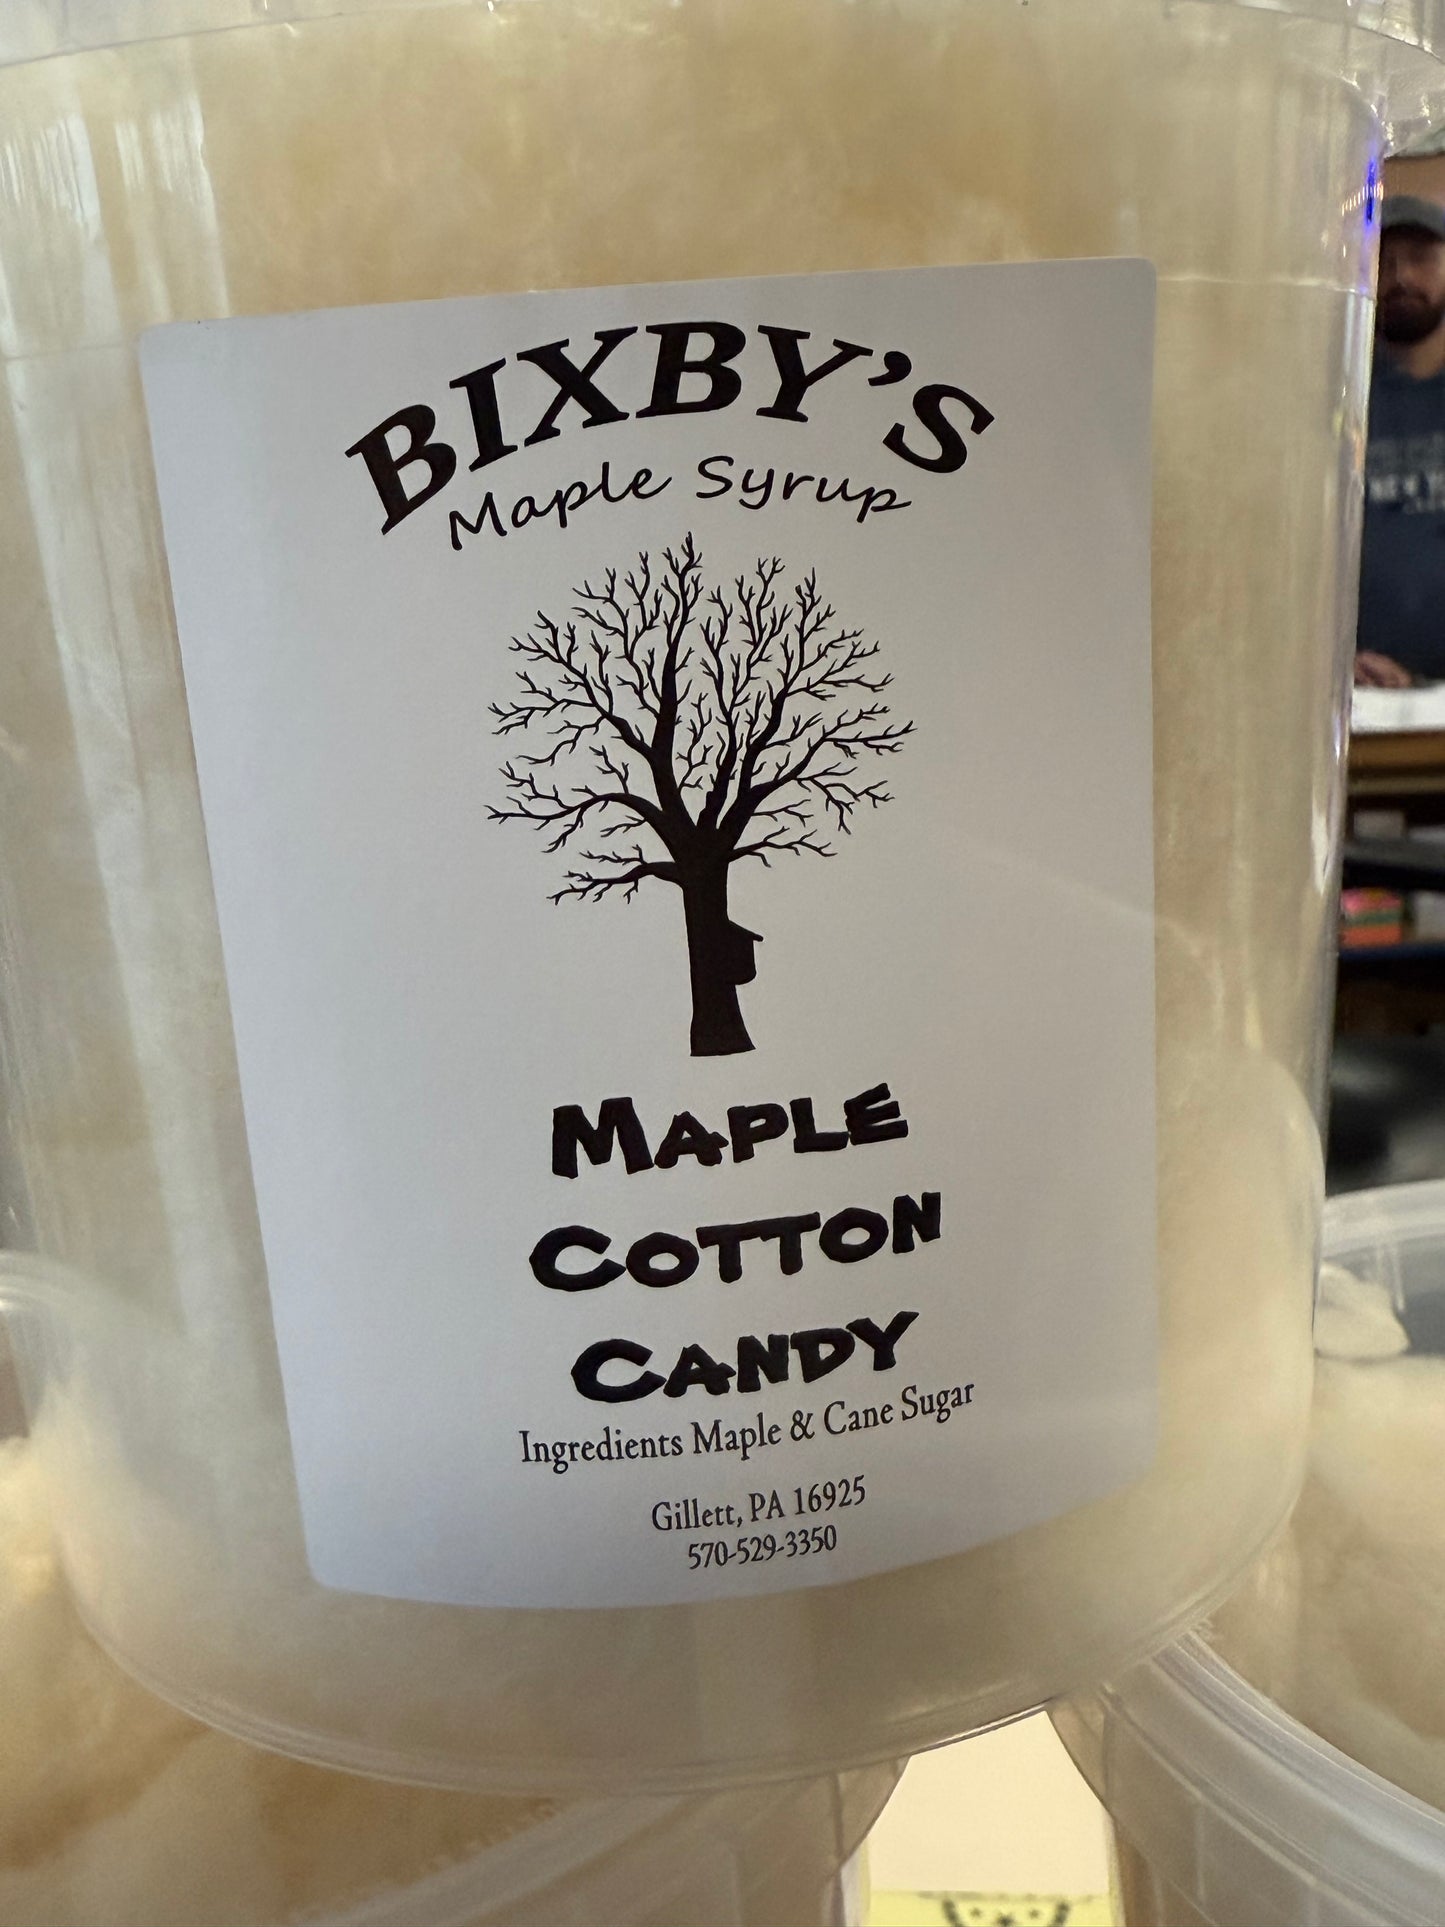 BIXBY'S
Maple Syrup
MAPLE
COTTON
CANDY
Ingredients Maple & Cane Sugar
Gillett, PA 16925
570-529-3350